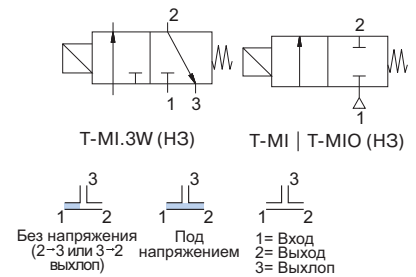 2
1
3
T-MI.3W (НЗ)
2
1
T-MI | T-MIO (НЗ)
3
1 2
Без напряжения
(2→3 или 3→2
выхлоп)
3
1 2
Под
напряжением
3
1 2
1= Вход
2= Выход
3= Выхлоп